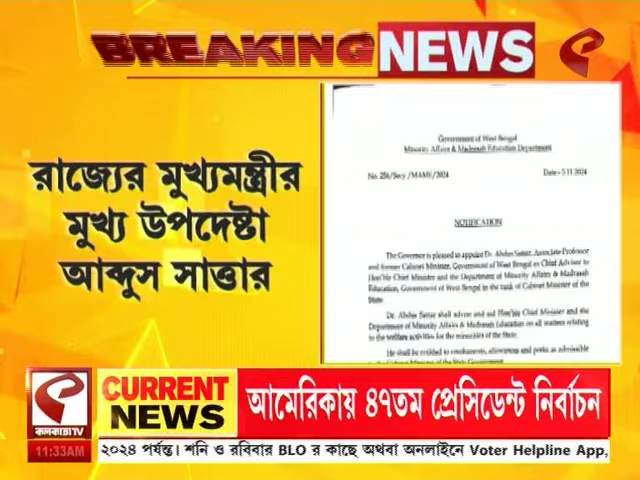 BREAKING NEWS
রাজ্যের মুখ্যমন্ত্রীর
মুখ্য উপদেষ্টা
আব্দুস সাত্তার
Government of West Bengal
Minority Affairs & Madrasah Education Department
No. 256/Secy./MAME/2024 Date- 5.11.2024
NOTIFICATION
The Governor is pleased to appoint Dr. Abdus Sattar, Associate Professor
and former Cabinet Minister, Government of West Bengal as Chief Adviser to
Hon'ble Chief Minister and the Department of Minority Affairs & Madrasah
Education, Government of West Bengal in the rank of Cabinet Minister of the
State.
Dr. Abdus Sattar shall advise and aid Hon'ble Chief Minister and the
Department of Minority Affairs & Madrasah Education on all matters relating
to the welfare activities for the minorities of the State.
He shall be entitled to emoluments, allowances and perks as admissible
CURRENT
NEWS
আমেরিকায় ৪৭তম প্রেসিডেন্ট নির্বাচন
কলকাতা TV
11:33AM
২০২৪ পর্যন্ত। শনি ও রবিবার BLO র কাছে অথবা অনলাইনে Voter Helpline App,